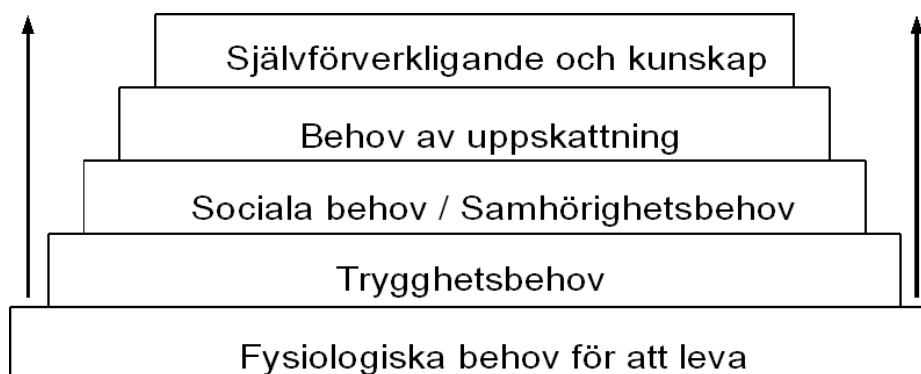 Självförverkligande och kunskap
Behov av uppskattning
Sociala behov / Samhörighetsbehov
Trygghetsbehov
Fysiologiska behov för att leva